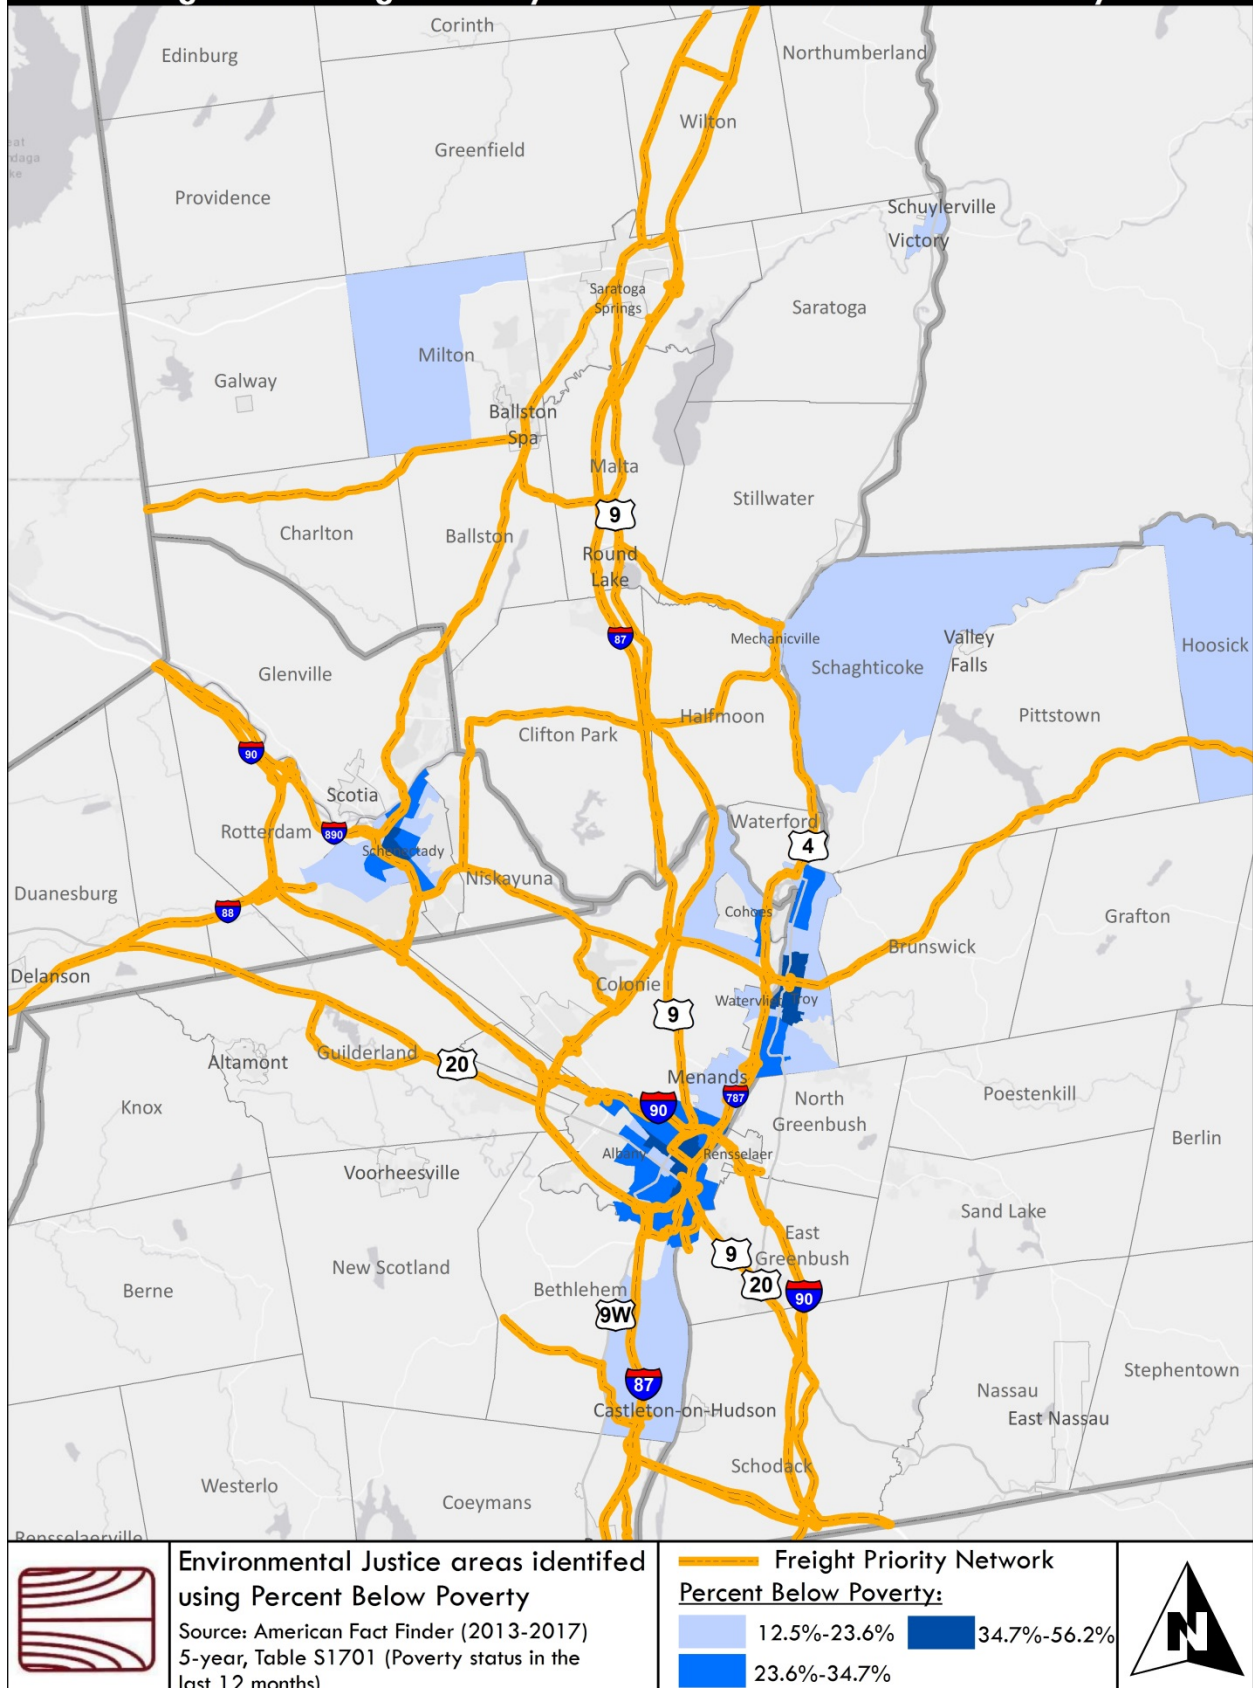 Corinth
Edinburg
Northumberland
Wilton
Greenfield
Providence
Schuylerville
Victory
Saratoga
Springs
Saratoga
Milton
Galway
Ballston
Spa
Malta
Stillwater
9
Charlton
Ballston
Round
Lake
87
Mechanicville
Valley
Falls
Hoosick
Schaghticoke
Glenville
Pittstown
Halfmoon
Clifton Park
90
Scotia
Waterford
Rotterdam
890
4
Schenectady
Niskayuna
Duanesburg
88
Cohoes
Grafton
Brunswick
Delanson
Colonie
Watervliet
Troy
9
Altamont
Guilderland
20
Menands
787
90
Knox
North
Greenbush
Poestenkill
Berlin
Albany
Rensselaer
Voorheesville
Sand Lake
East
Greenbush
9
New Scotland
20
90
Berne
Bethlehem
9W
Stephentown
87
Nassau
Castleton-on-Hudson
East Nassau
Schodack
Westerlo
Coeymans
Rensselaerville
Environmental Justice areas identifed
using Percent Below Poverty
Source: American Fact Finder (2013-2017)
5-year, Table S1701 (Poverty status in the
last 12 months)
Freight Priority Network
Percent Below Poverty:
12.5%-23.6%
34.7%-56.2%
23.6%-34.7%
N